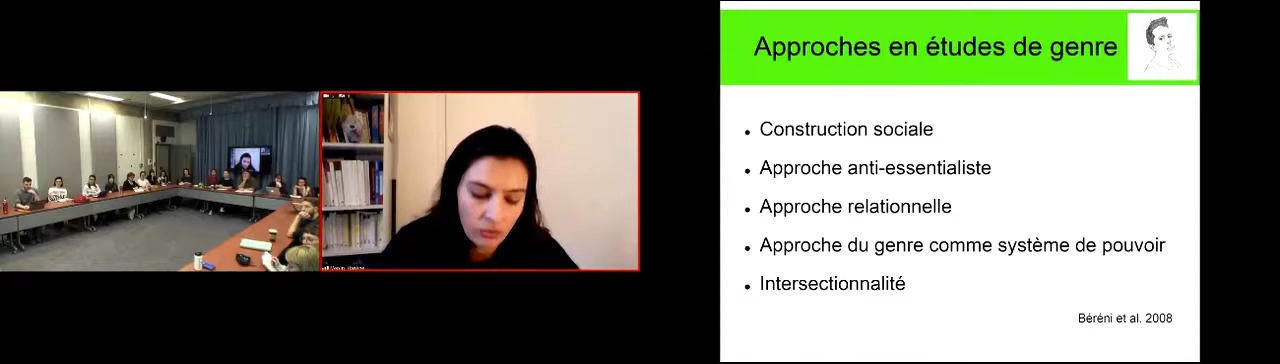 Approches en études de genre
Construction sociale
Approche anti-essentialiste
Approche relationnelle
Approche du genre comme système de pouvoir
Intersectionnalité
Béréni et al. 2008